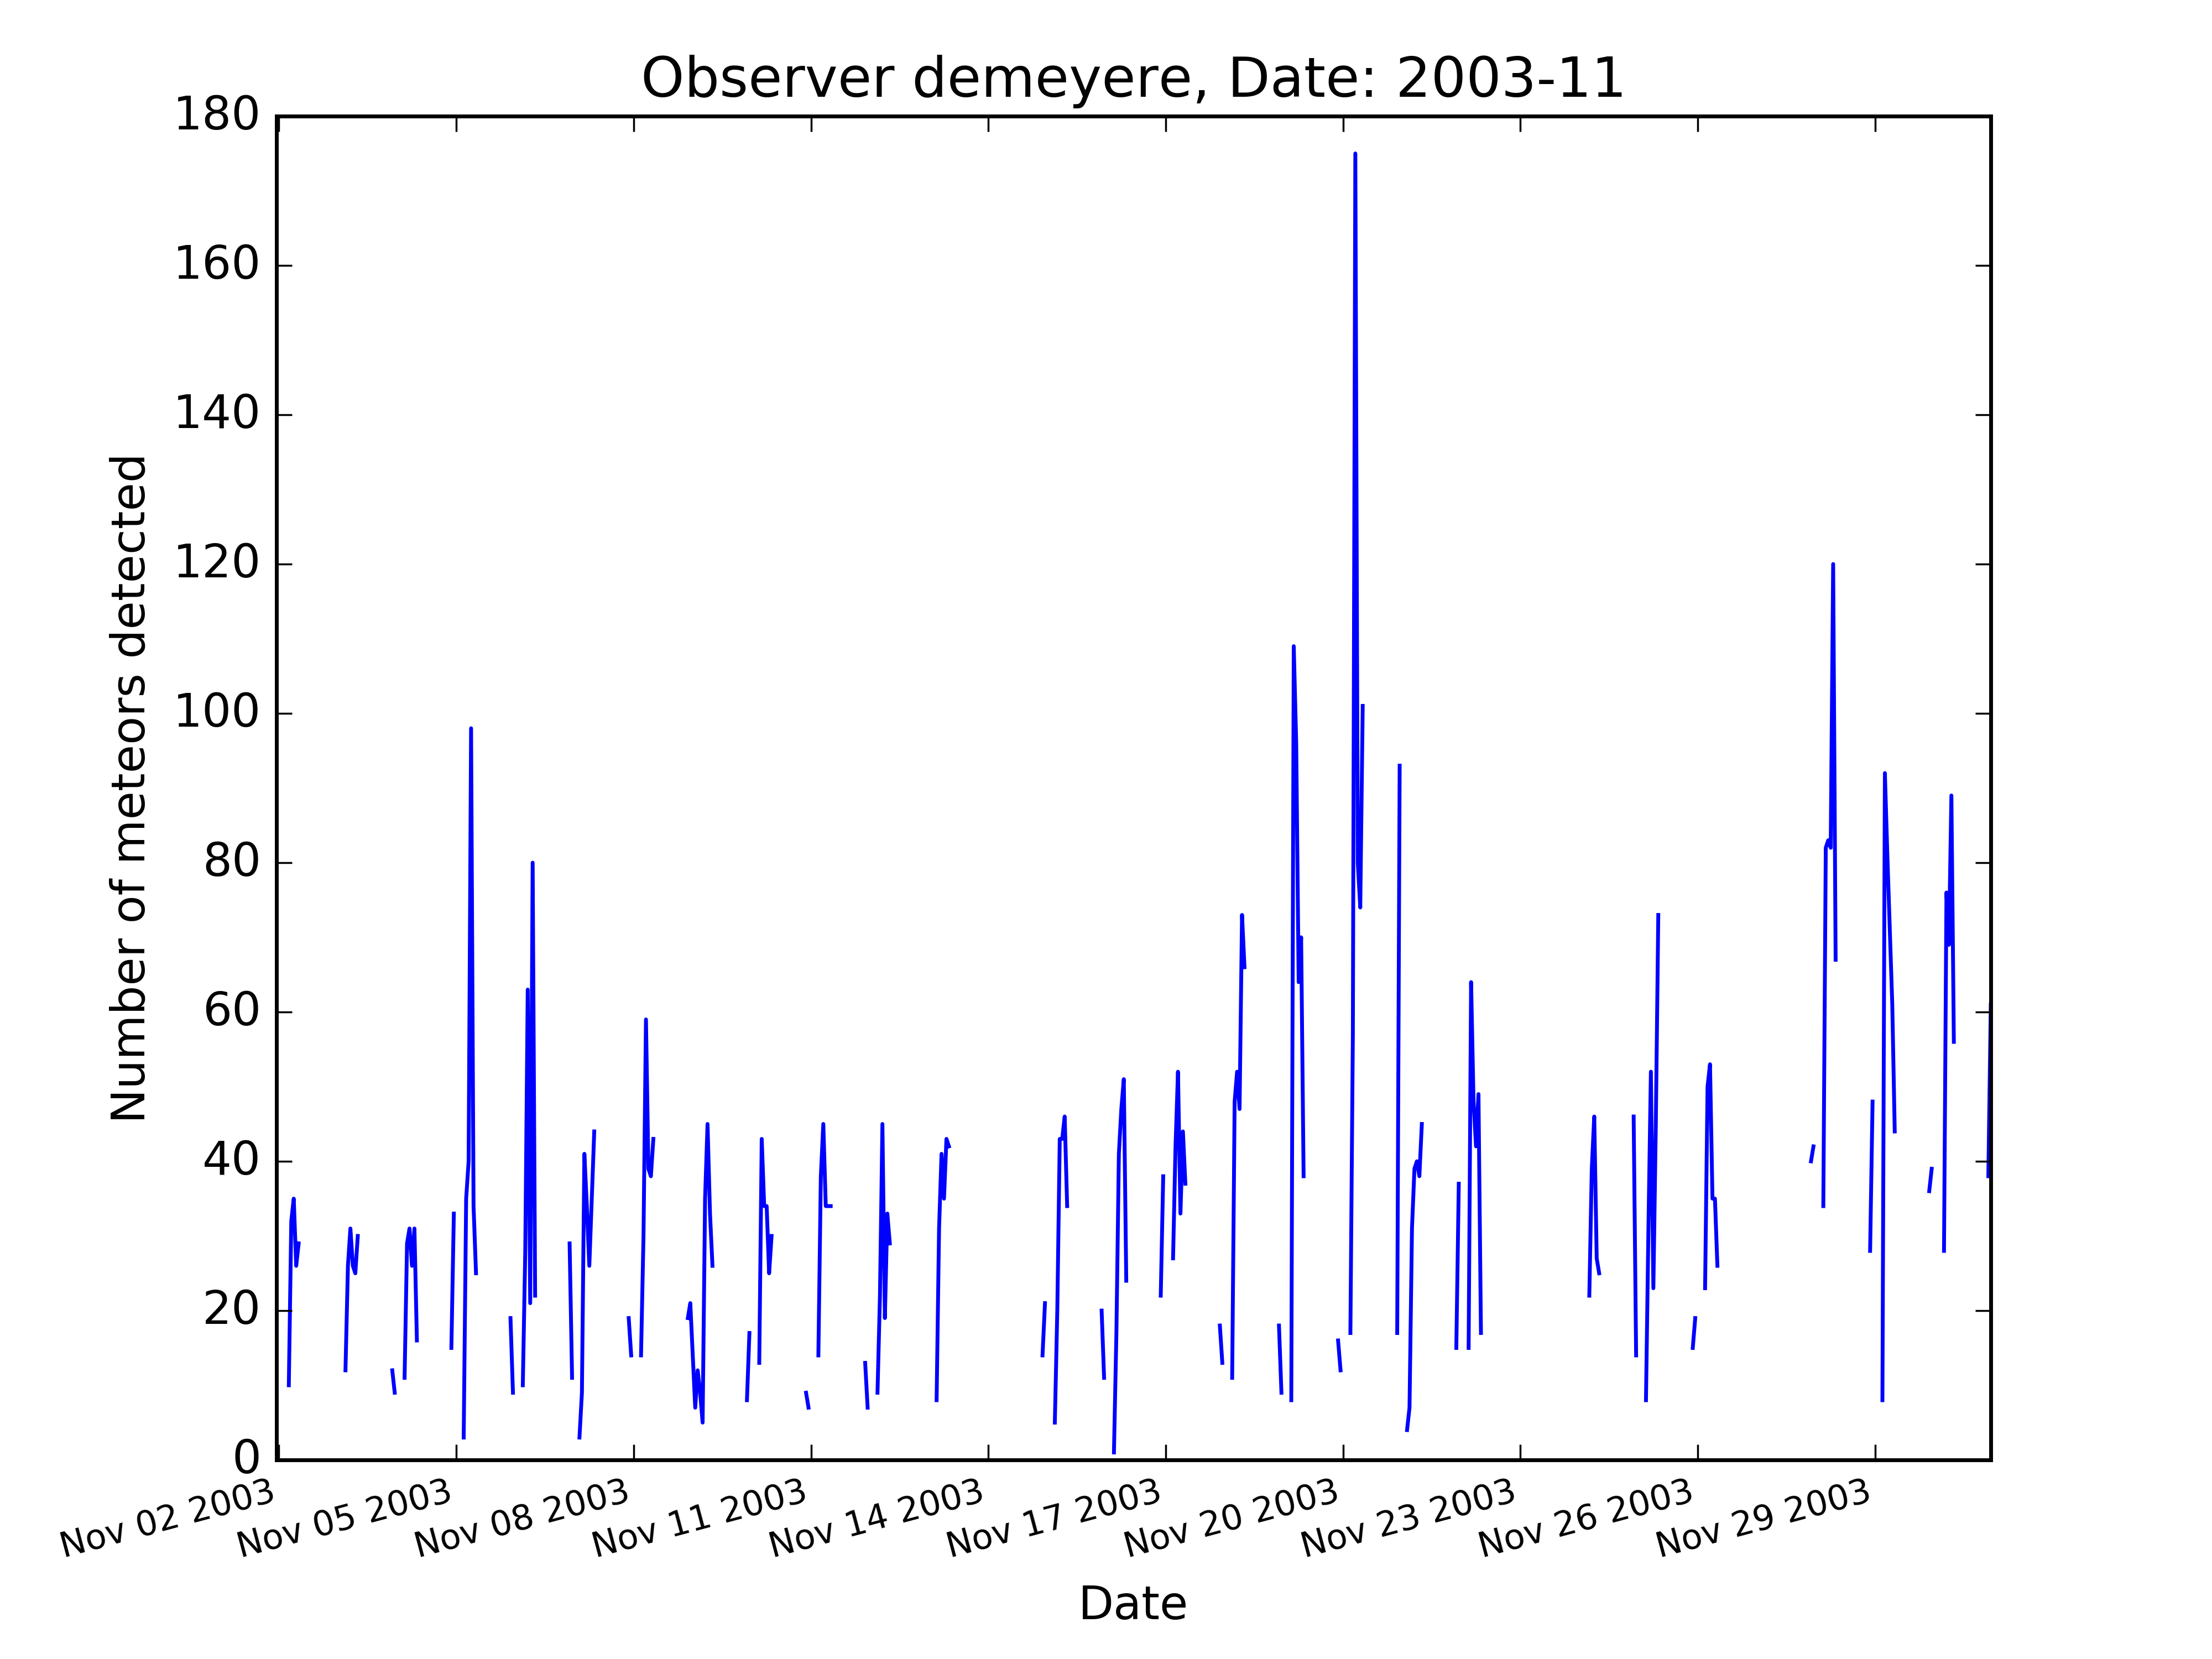 Observer demeyere, Date: 2003-11
Number of meteors detected
180
160
140
120
100
80
60
40
20
0
Nov 02 2003
Nov 05 2003
Nov 08 2003
Nov 11 2003
Nov 14 2003
Nov 17 2003
Nov 20 2003
Nov 23 2003
Nov 26 2003
Nov 29 2003
Date